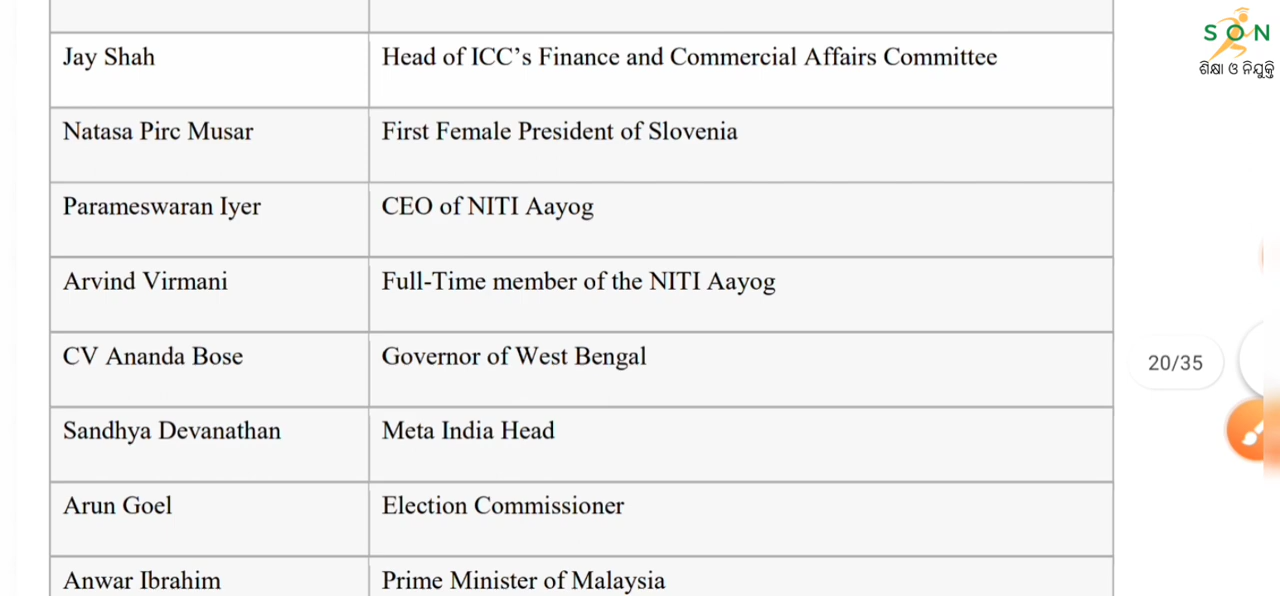 Jay Shah Head of ICC's Finance and Commercial Affairs Committee
Natasa Pirc Musar First Female President of Slovenia
Parameswaran Iyer CEO of NITI Aayog
Arvind Virmani Full-Time member of the NITI Aayog
CV Ananda Bose Governor of West Bengal
Sandhya Devanathan Meta India Head
Arun Goel Election Commissioner
Anwar Ibrahim Prime Minister of Malaysia
SON
ଶିକ୍ଷା ଓ ନିଯୁକ୍ତି
20/35